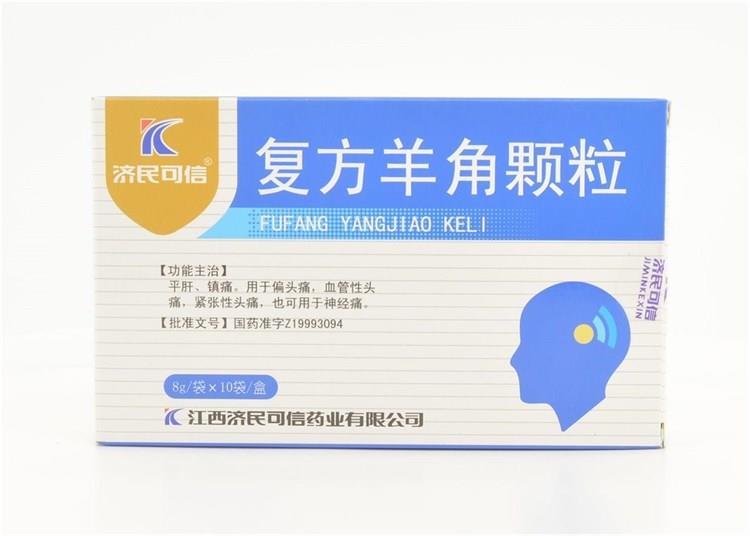 济民可信®
复方羊角颗粒
FUFANG YANGJIAO KELI
【功能主治】
平肝、镇痛。用于偏头痛，血管性头
痛，紧张性头痛，也可用于神经痛。
【批准文号】国药准字Z19993094
8g/袋×10袋/盒
江西济民可信药业有限公司
济民可信
JIMINKEXIN